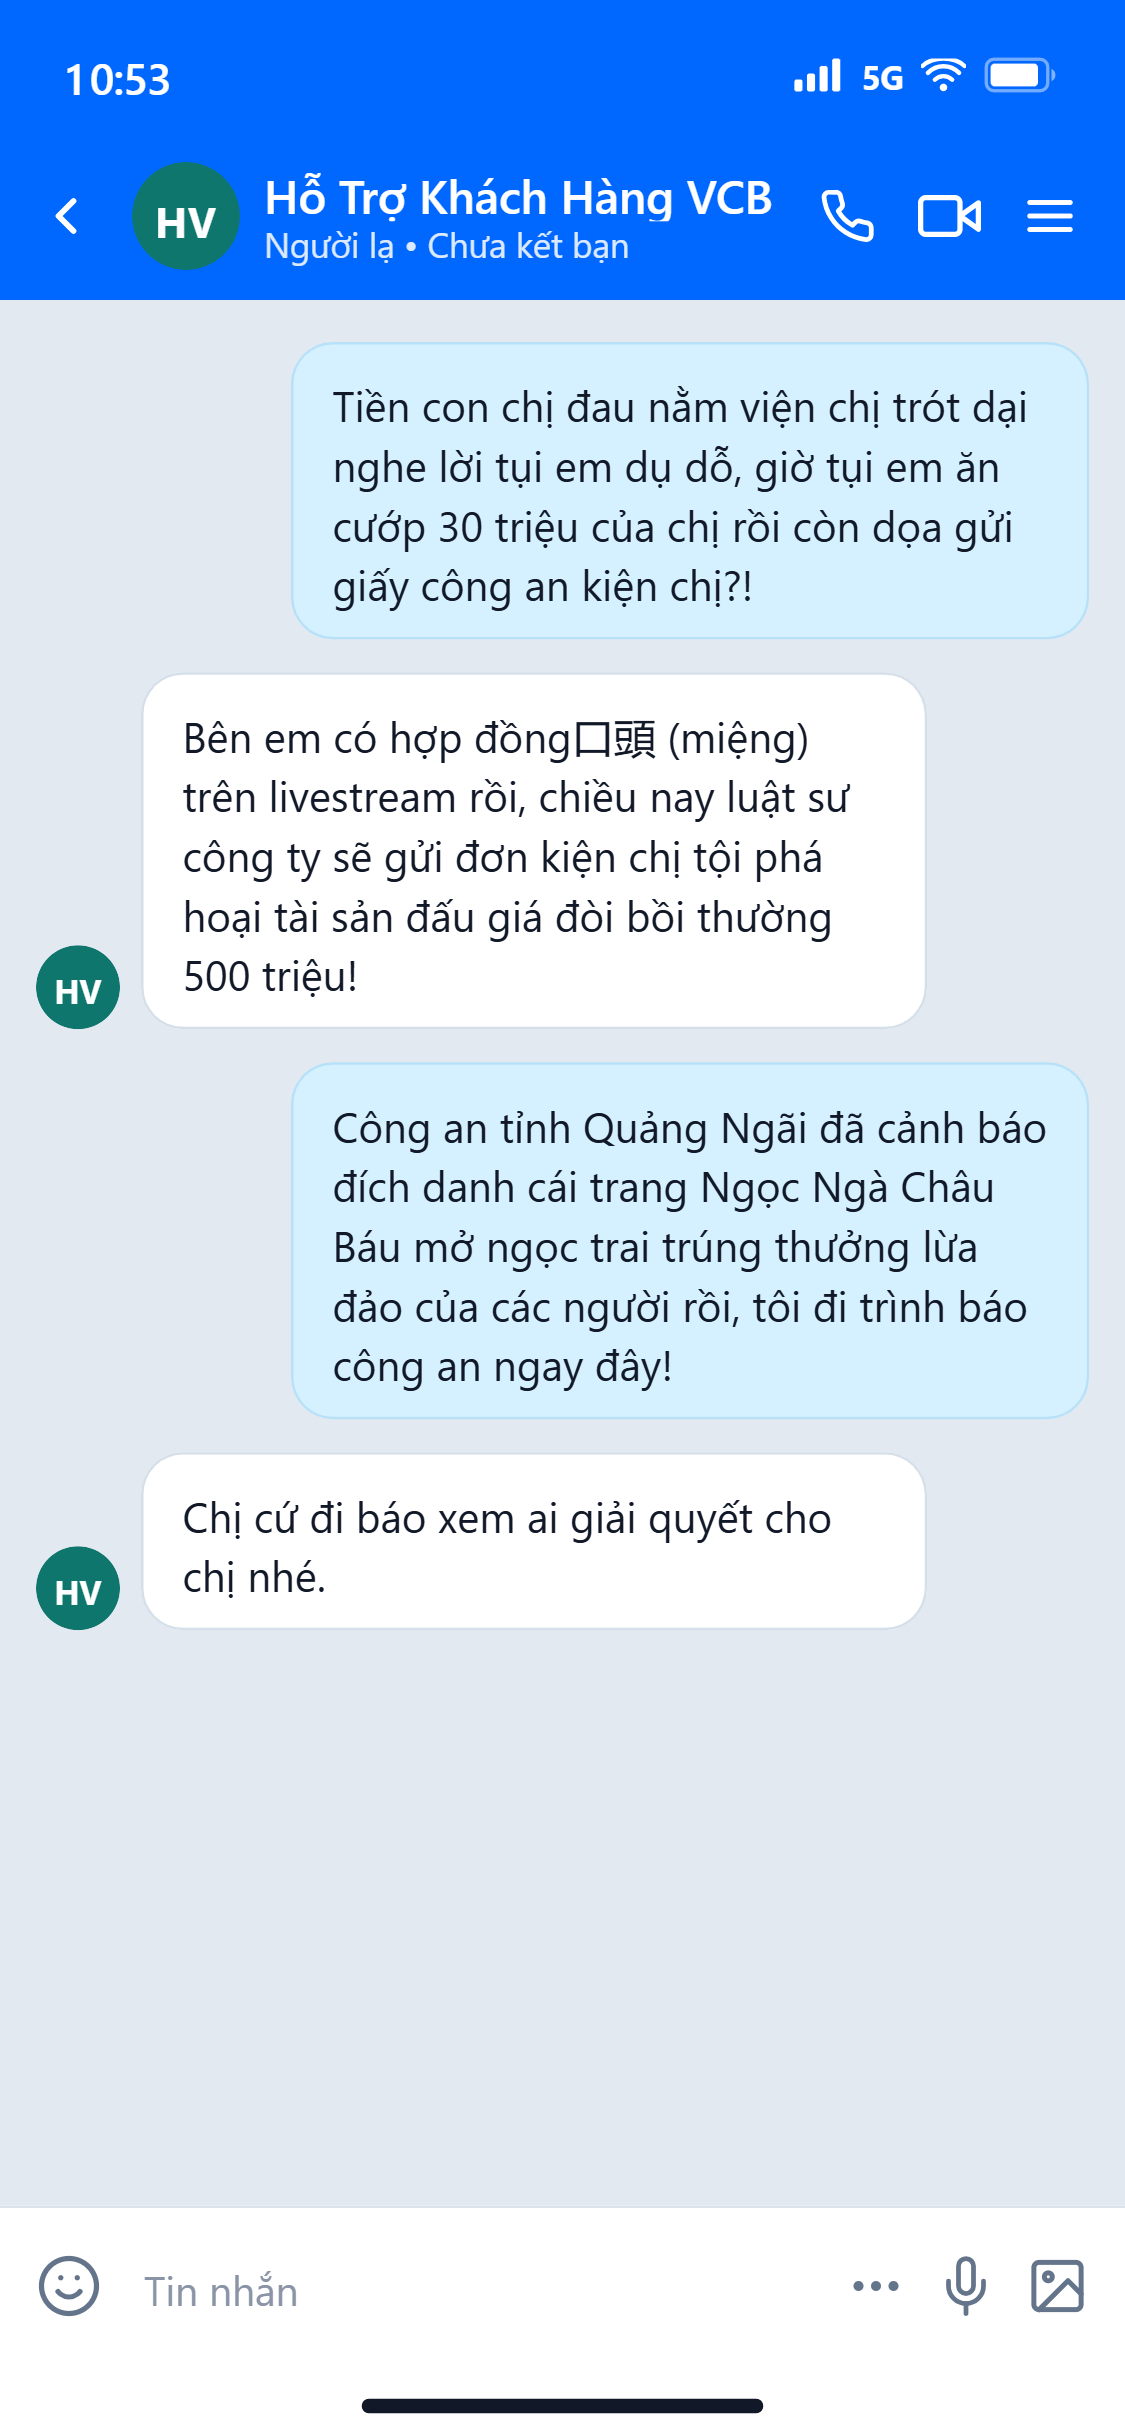 10:53
5G
HV
Hỗ Trợ Khách Hàng VCB
Người lạ • Chưa kết bạn
Tiền con chị đau nằm viện chị trót dại
nghe lời tụi em dụ dỗ, giờ tụi em ăn
cướp 30 triệu của chị rồi còn dọa gửi
giấy công an kiện chị?!
Bên em có hợp đồng口頭 (miệng)
trên livestream rồi, chiều nay luật sư
công ty sẽ gửi đơn kiện chị tội phá
hoại tài sản đấu giá đòi bồi thường
500 triệu!
HV
Công an tỉnh Quảng Ngãi đã cảnh báo
đích danh cái trang Ngọc Ngà Châu
Báu mở ngọc trai trúng thưởng lừa
đảo của các người rồi, tôi đi trình báo
công an ngay đây!
Chị cứ đi báo xem ai giải quyết cho
chị nhé.
HV
Tin nhắn